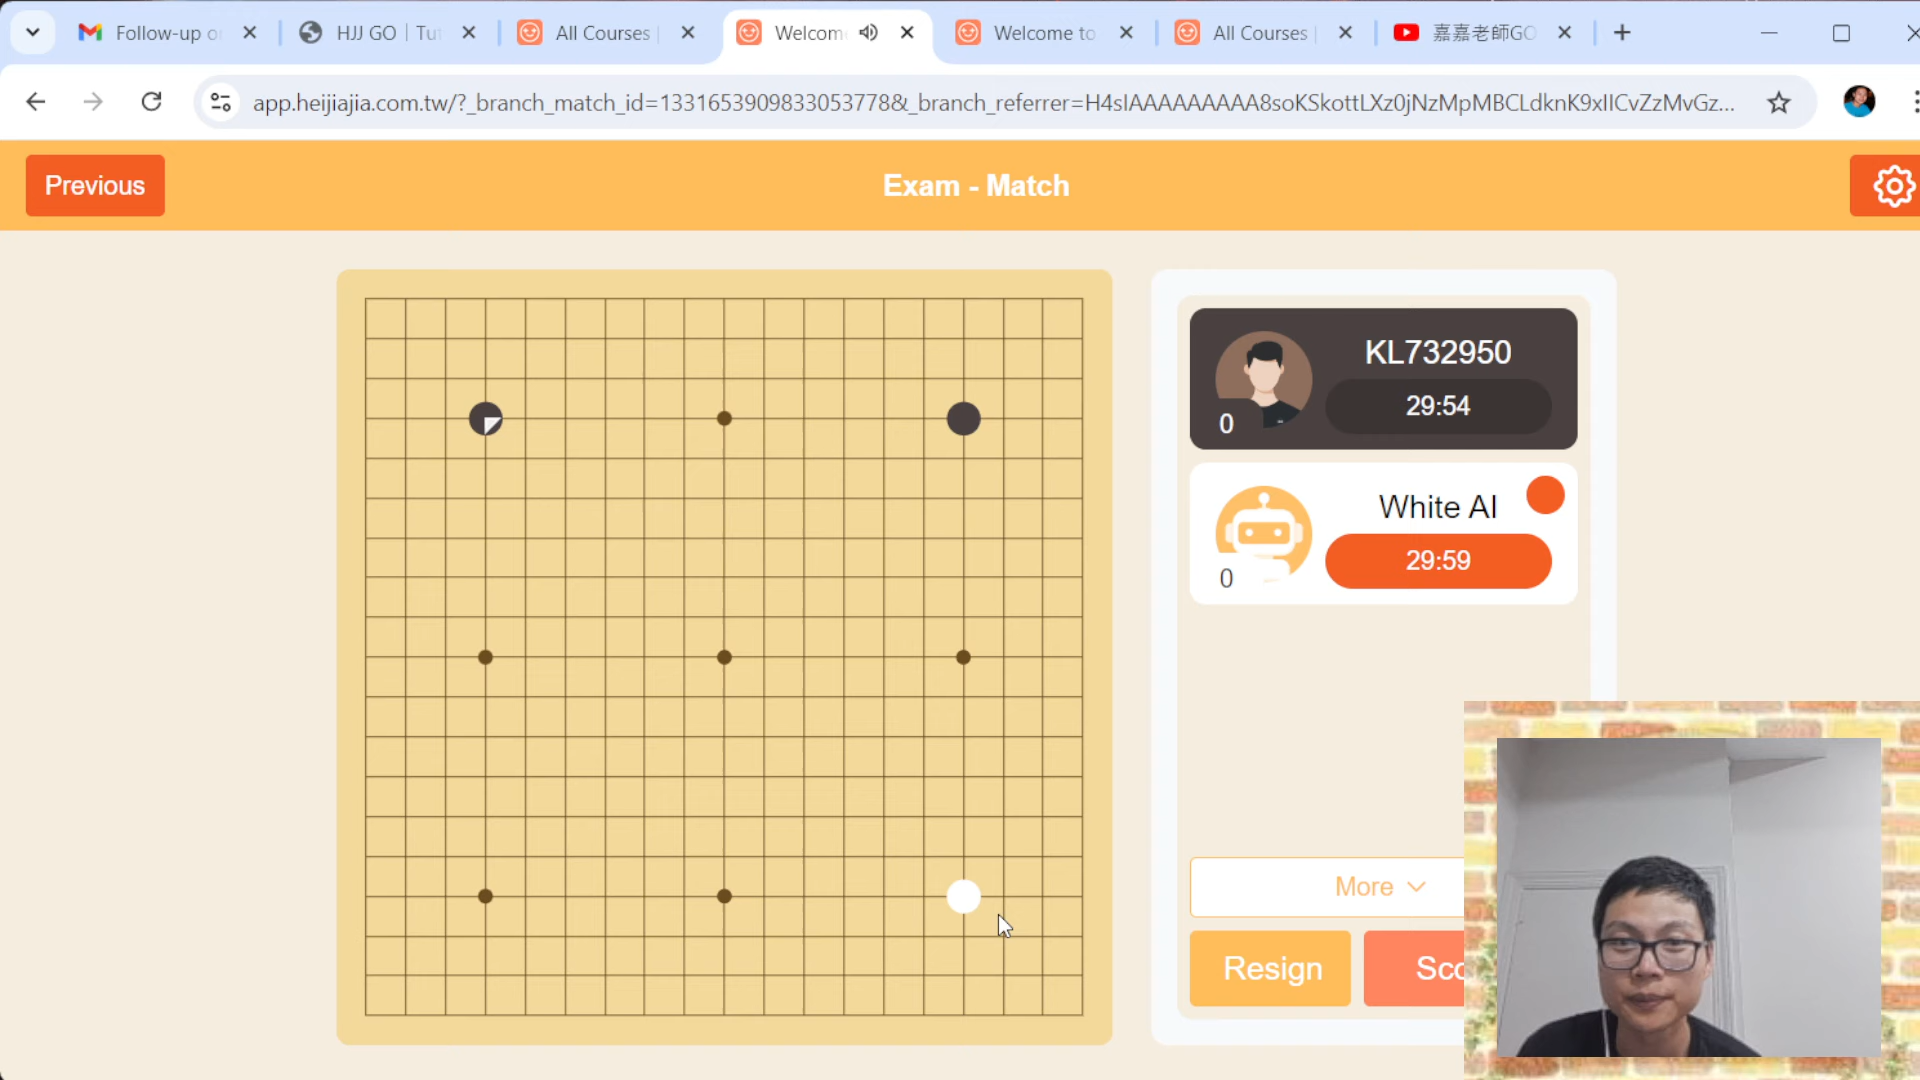 Follow-up o
HJJ GO | Tut
All Courses |
Welcom
Welcome to
All Courses |
嘉嘉老師GO
app.heijiajia.com.tw/?_branch_match_id=1331653909833053778&_branch_referrer=H4sIAAAAAAAAA8soKSkottLXz0jNzMpMBCLdknK9xIICvZzMvGz...
Previous
Exam - Match
KL732950
29:54
0
White AI
29:59
0
More
Resign
Sco